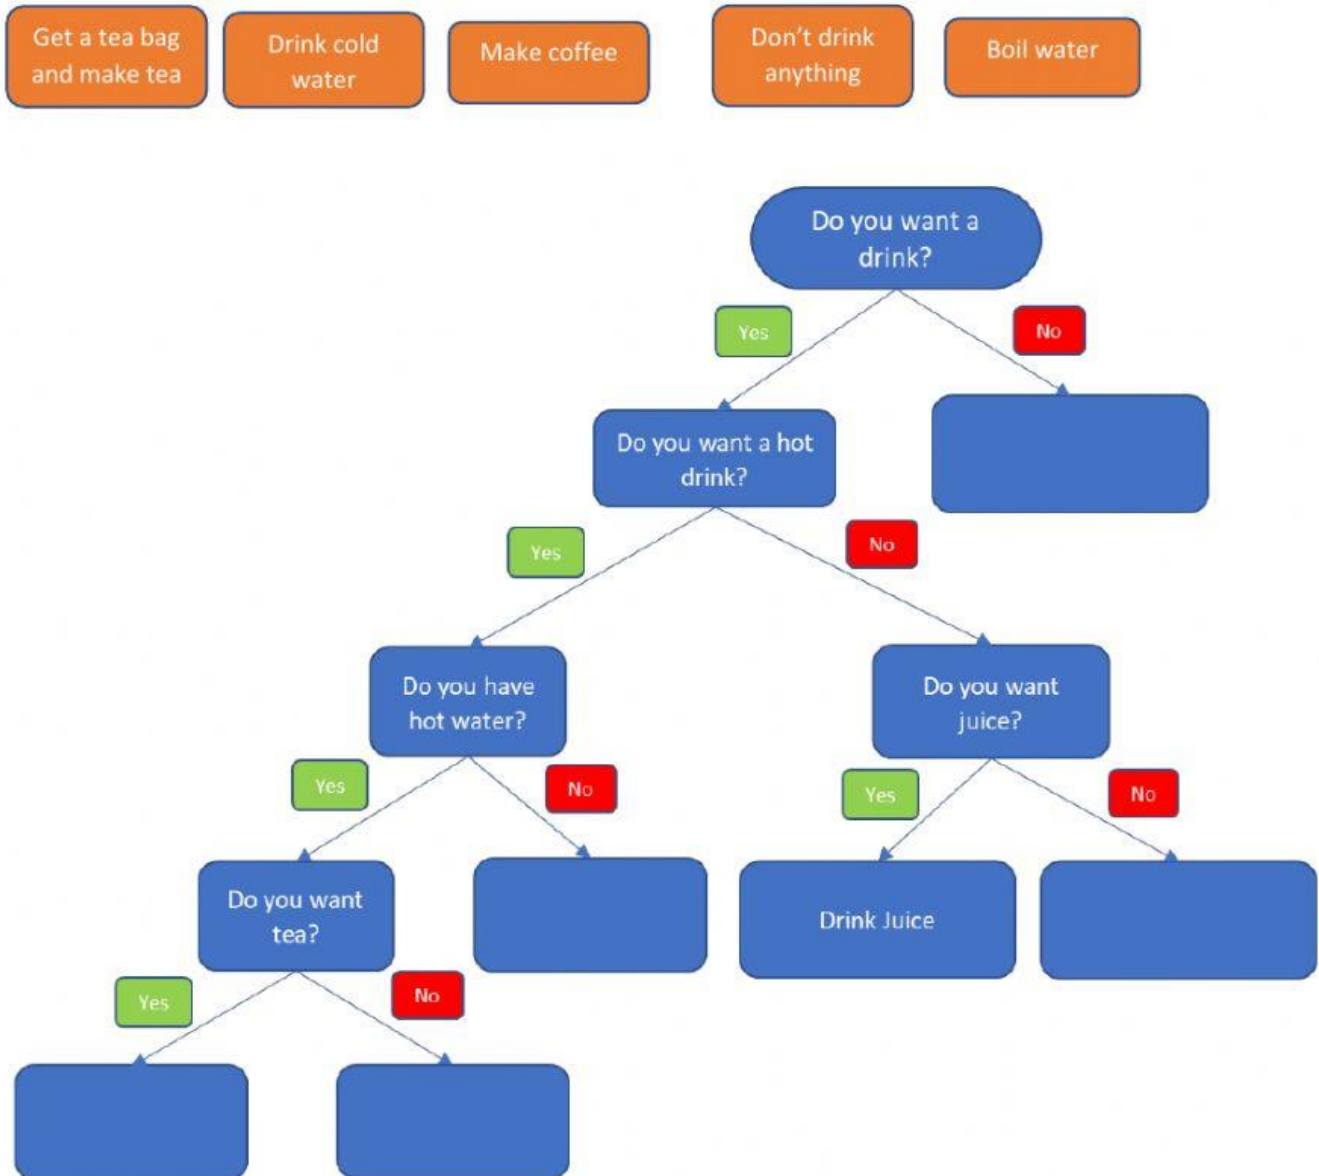 Get a tea bag
and make tea
Drink cold
water
Make coffee
Don't drink
anything
Boil water
Do you want a
drink?
Yes
No
Do you want a hot
drink?
Yes
No
Do you have
hot water?
Do you want
juice?
Yes
No
Yes
No
Do you want
tea?
Drink Juice
Yes
No